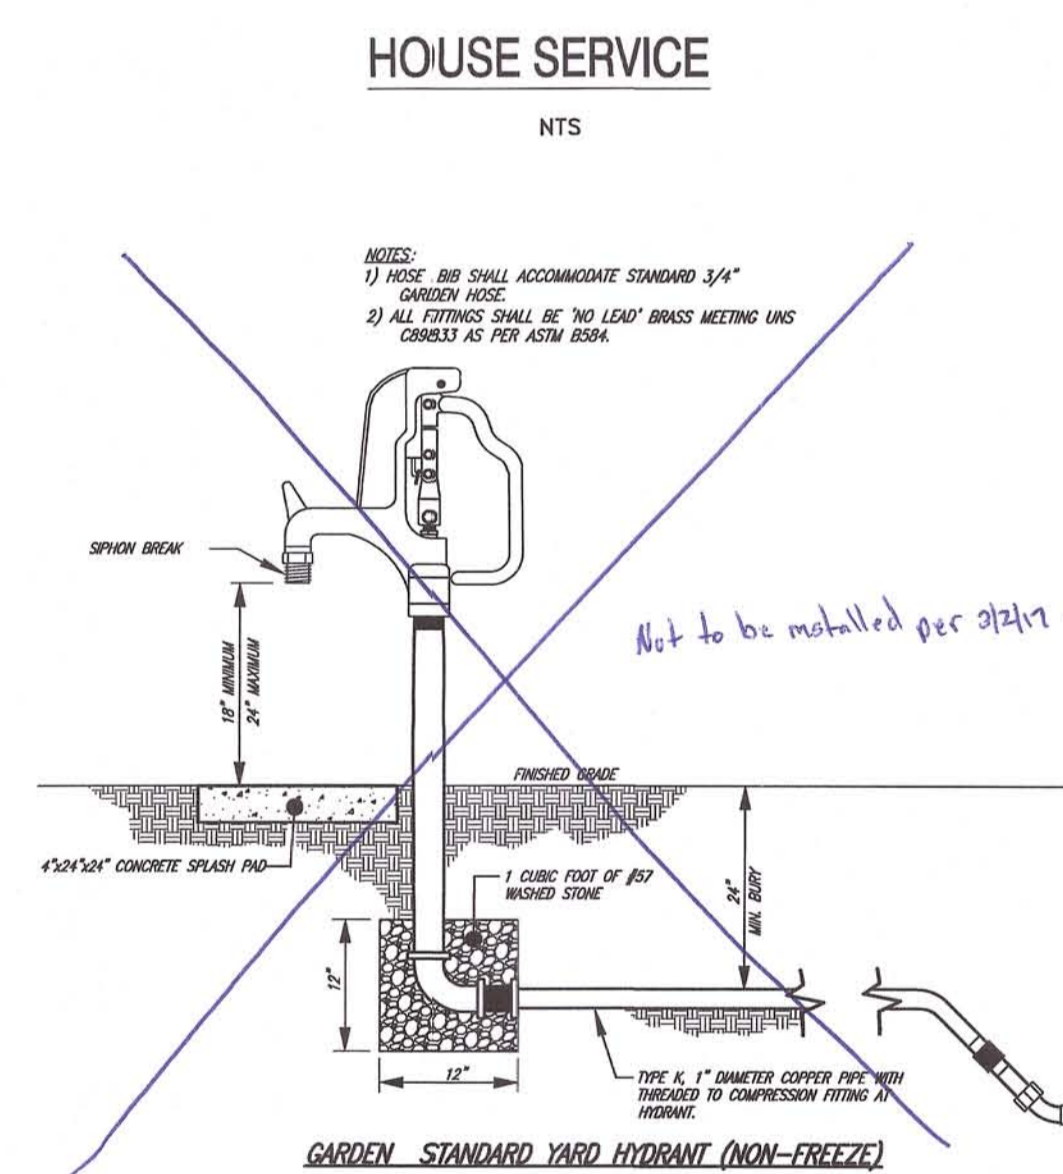 HOUSE SERVICE
NTS
NOTES:
1) HOSE BIB SHALL ACCOMMODATE STANDARD 3/4"
GARDEN HOSE.
2) ALL FITTINGS SHALL BE 'NO LEAD' BRASS MEETING UNS
AS PER ASTM B584.
SIPHON BREAK
18" MINIMUM
24" MAXIMUM
Not to be installed per 3/2/17
FINISHED GRADE
4"x24"x24" CONCRETE SPLASH PAD
1 CUBIC FOOT OF #57
WASHED STONE
24"
MIN. BURY
12"
12"
TYPE K, 1" DIAMETER COPPER PIPE WITH
THREADED TO COMPRESSION FITTING AT
HYDRANT.
GARDEN STANDARD YARD HYDRANT (NON-FREEZE)